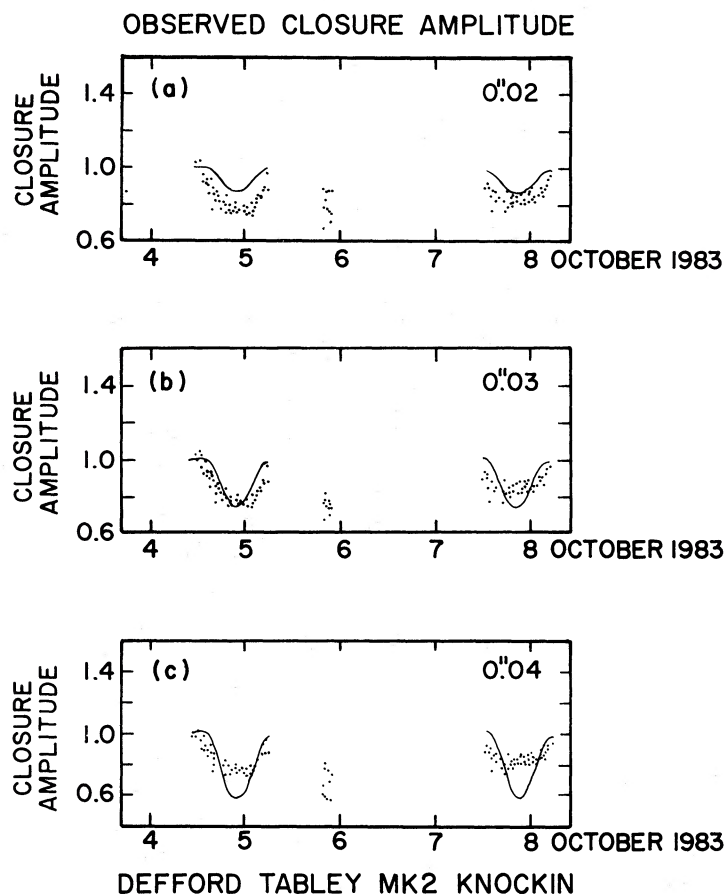 OBSERVED CLOSURE AMPLITUDE
CLOSURE
AMPLITUDE
1.4
1.0
0.6
(a)
0".02
4 5 6 7 8 OCTOBER 1983
CLOSURE
AMPLITUDE
1.4
1.0
0.6
(b)
0".03
4 5 6 7 8 OCTOBER 1983
CLOSURE
AMPLITUDE
1.4
1.0
0.6
(c)
0".04
4 5 6 7 8 OCTOBER 1983
DEFFORD TABLEY MK2 KNOCKIN